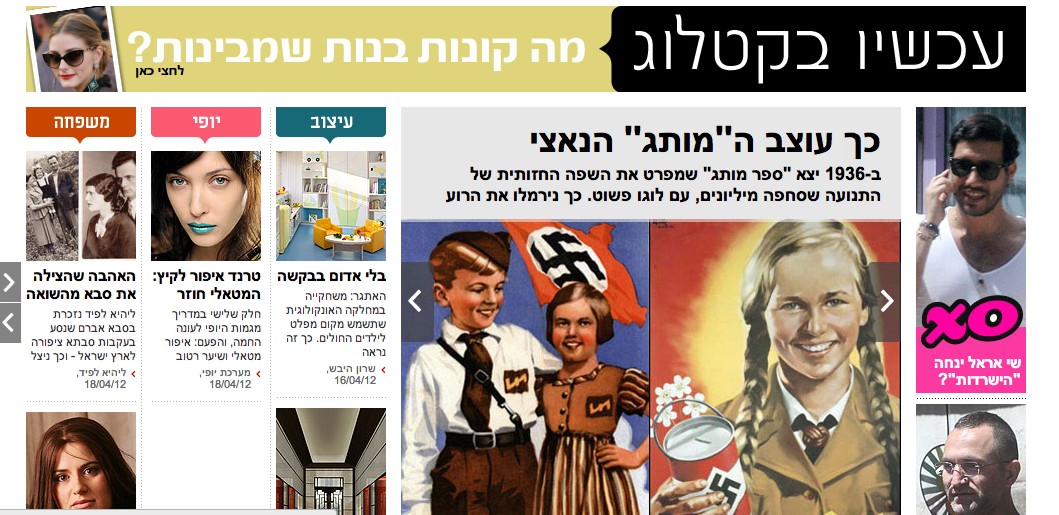 עכשיו בקטלוג
מה קונות בנות שמבינות?
לחצי כאן
סאָ
שי אראל ינחה
"הישרדות"?
כך עוצב ה"מותג" הנאצי
ב-1936 יצא "ספר מותג" שמפרט את השפה החזותית של
התנועה שסחפה מיליונים, עם לוגו פשוט. כך נירמלו את הרוע
עיצוב
בלי אדום בבקשה
האתגר: משחקייה
במחלקה האונקולוגית
שתשמש מקום מפלט
לילדים החולים. כך זה
נראה
שרון היבש,
16/04/12
יופי
טרנד איפור לקיץ:
המטאלי חוזר
חלק שלישי במדריך
מגמות היופי לעונה
החמה, והפעם: איפור
מטאלי ושיער רטוב
מערכת יופי,
18/04/12
משפחה
האהבה שהצילה
את סבא מהשואה
ליהיא לפיד נזכרת
בסבא אברם שנסע
בעקבות סבתא ציפורה
לארץ ישראל - וכך ניצל
ליהיא לפיד,
18/04/12